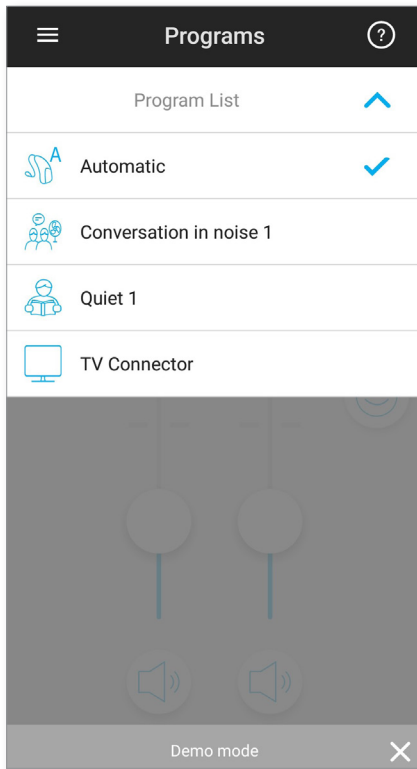 Programs
?
Program List
A
Automatic
Conversation in noise 1
Quiet 1
TV Connector
Demo mode